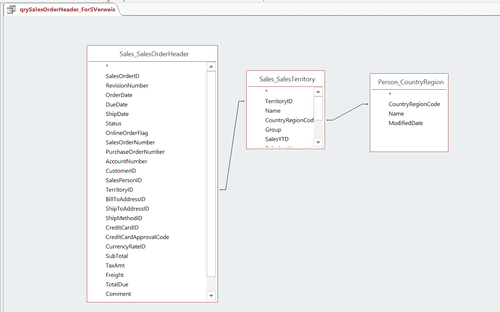 qrySalesOrderHeader_ForSVerweis
Sales_SalesOrderHeader
*
SalesOrderID
RevisionNumber
OrderDate
DueDate
ShipDate
Status
OnlineOrderFlag
SalesOrderNumber
PurchaseOrderNumber
AccountNumber
CustomerID
SalesPersonID
TerritoryID
BillToAddressID
ShipToAddressID
ShipMethodID
CreditCardID
CreditCardApprovalCode
CurrencyRateID
SubTotal
TaxAmt
Freight
TotalDue
Comment
Sales_SalesTerritory
*
TerritoryID
Name
CountryRegionCod
Group
SalesYTD
Person_CountryRegion
*
CountryRegionCode
Name
ModifiedDate